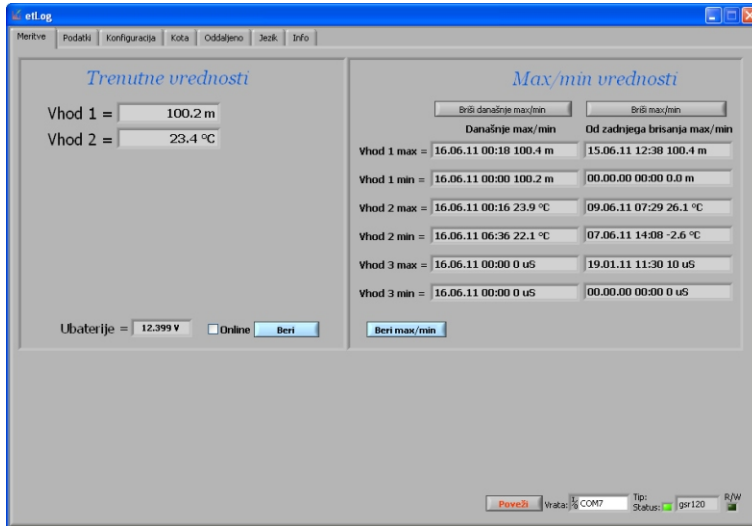 etLog
Meritve Podatki Konfiguracija Kota Oddaljeno Jezik Info
Trenutne vrednosti
Vhod 1 = 100.2 m
Vhod 2 = 23.4 ºC
Ubaterije = 12.399 V Online Beri
Max/min vrednosti
Briši današnje max/min Briši max/min
Današnje max/min Od zadnjega brisanja max/min
Vhod 1 max = 16.06.11 00:18 100.4 m 15.06.11 12:38 100.4 m
Vhod 1 min = 16.06.11 00:00 100.2 m 00.00.00 00:00 0.0 m
Vhod 2 max = 16.06.11 00:16 23.9 ºC 09.06.11 07:29 26.1 ºC
Vhod 2 min = 16.06.11 06:36 22.1 ºC 07.06.11 14:08 -2.6 ºC
Vhod 3 max = 16.06.11 00:00 0 uS 19.01.11 11:30 10 uS
Vhod 3 min = 16.06.11 00:00 0 uS 00.00.00 00:00 0 uS
Beri max/min
Poveži Vrata: COM7 Tip: Status: gsr120 R/W